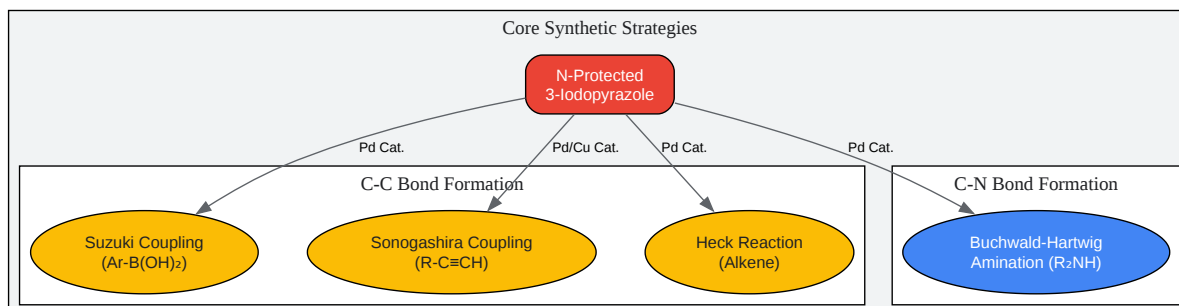 Core Synthetic Strategies
N-Protected
3-Iodopyrazole
Pd Cat.
Pd/Cu Cat.
Pd Cat.
Pd Cat.
C-C Bond Formation
C-N Bond Formation
Suzuki Coupling
(Ar-B(OH)₂)
Sonogashira Coupling
(R-C≡CH)
Heck Reaction
(Alkene)
Buchwald-Hartwig
Amination (R₂NH)